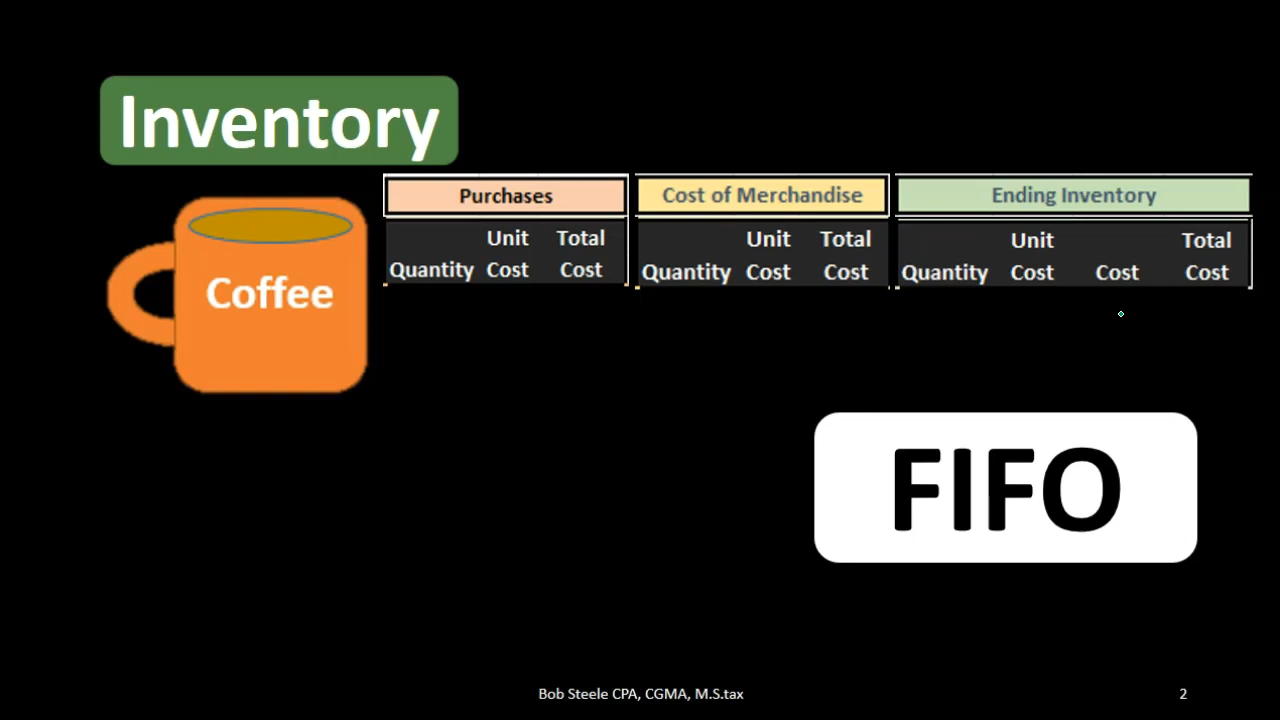 Inventory
Coffee
Purchases
Unit Total
Quantity Cost Cost
Cost of Merchandise
Unit Total
Quantity Cost Cost
Ending Inventory
Unit Total
Quantity Cost Cost Cost
FIFO
Bob Steele CPA, CGMA, M.S.tax
2